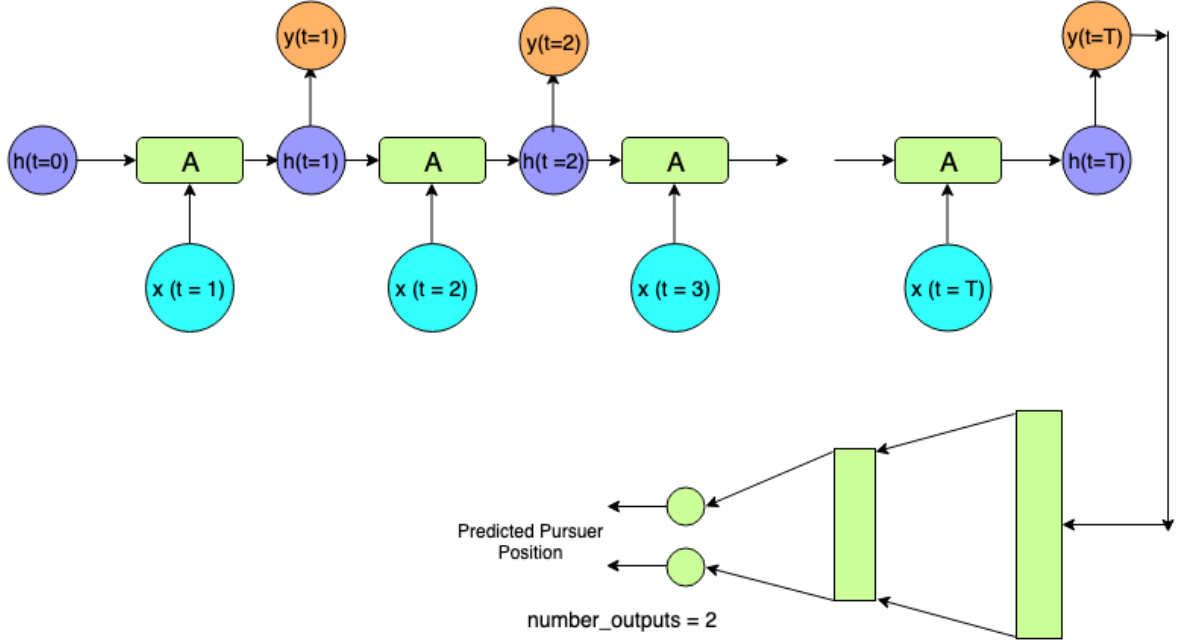 y(t=1)
y(t=2)
y(t=T)
h(t=0)
A
h(t=1)
A
h(t =2)
A
A
h(t=T)
x (t = 1)
x (t = 2)
x (t = 3)
x (t = T)
Predicted Pursuer
Position
number_outputs = 2